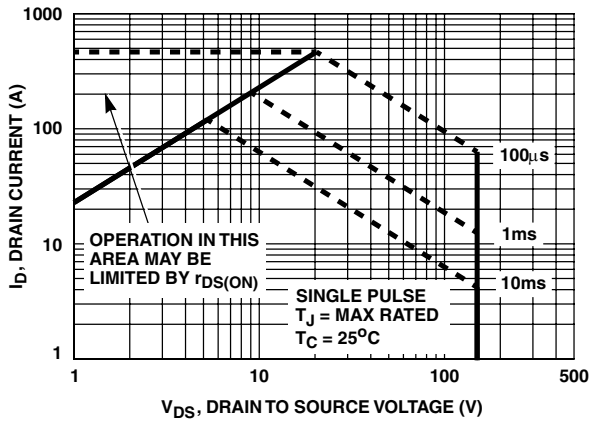 1000
100
10
1
I_D, DRAIN CURRENT (A)
100μs
1ms
10ms
OPERATION IN THIS
AREA MAY BE
LIMITED BY r_DS(ON)
SINGLE PULSE
T_J = MAX RATED
T_C = 25°C
1
10
100
500
V_DS, DRAIN TO SOURCE VOLTAGE (V)